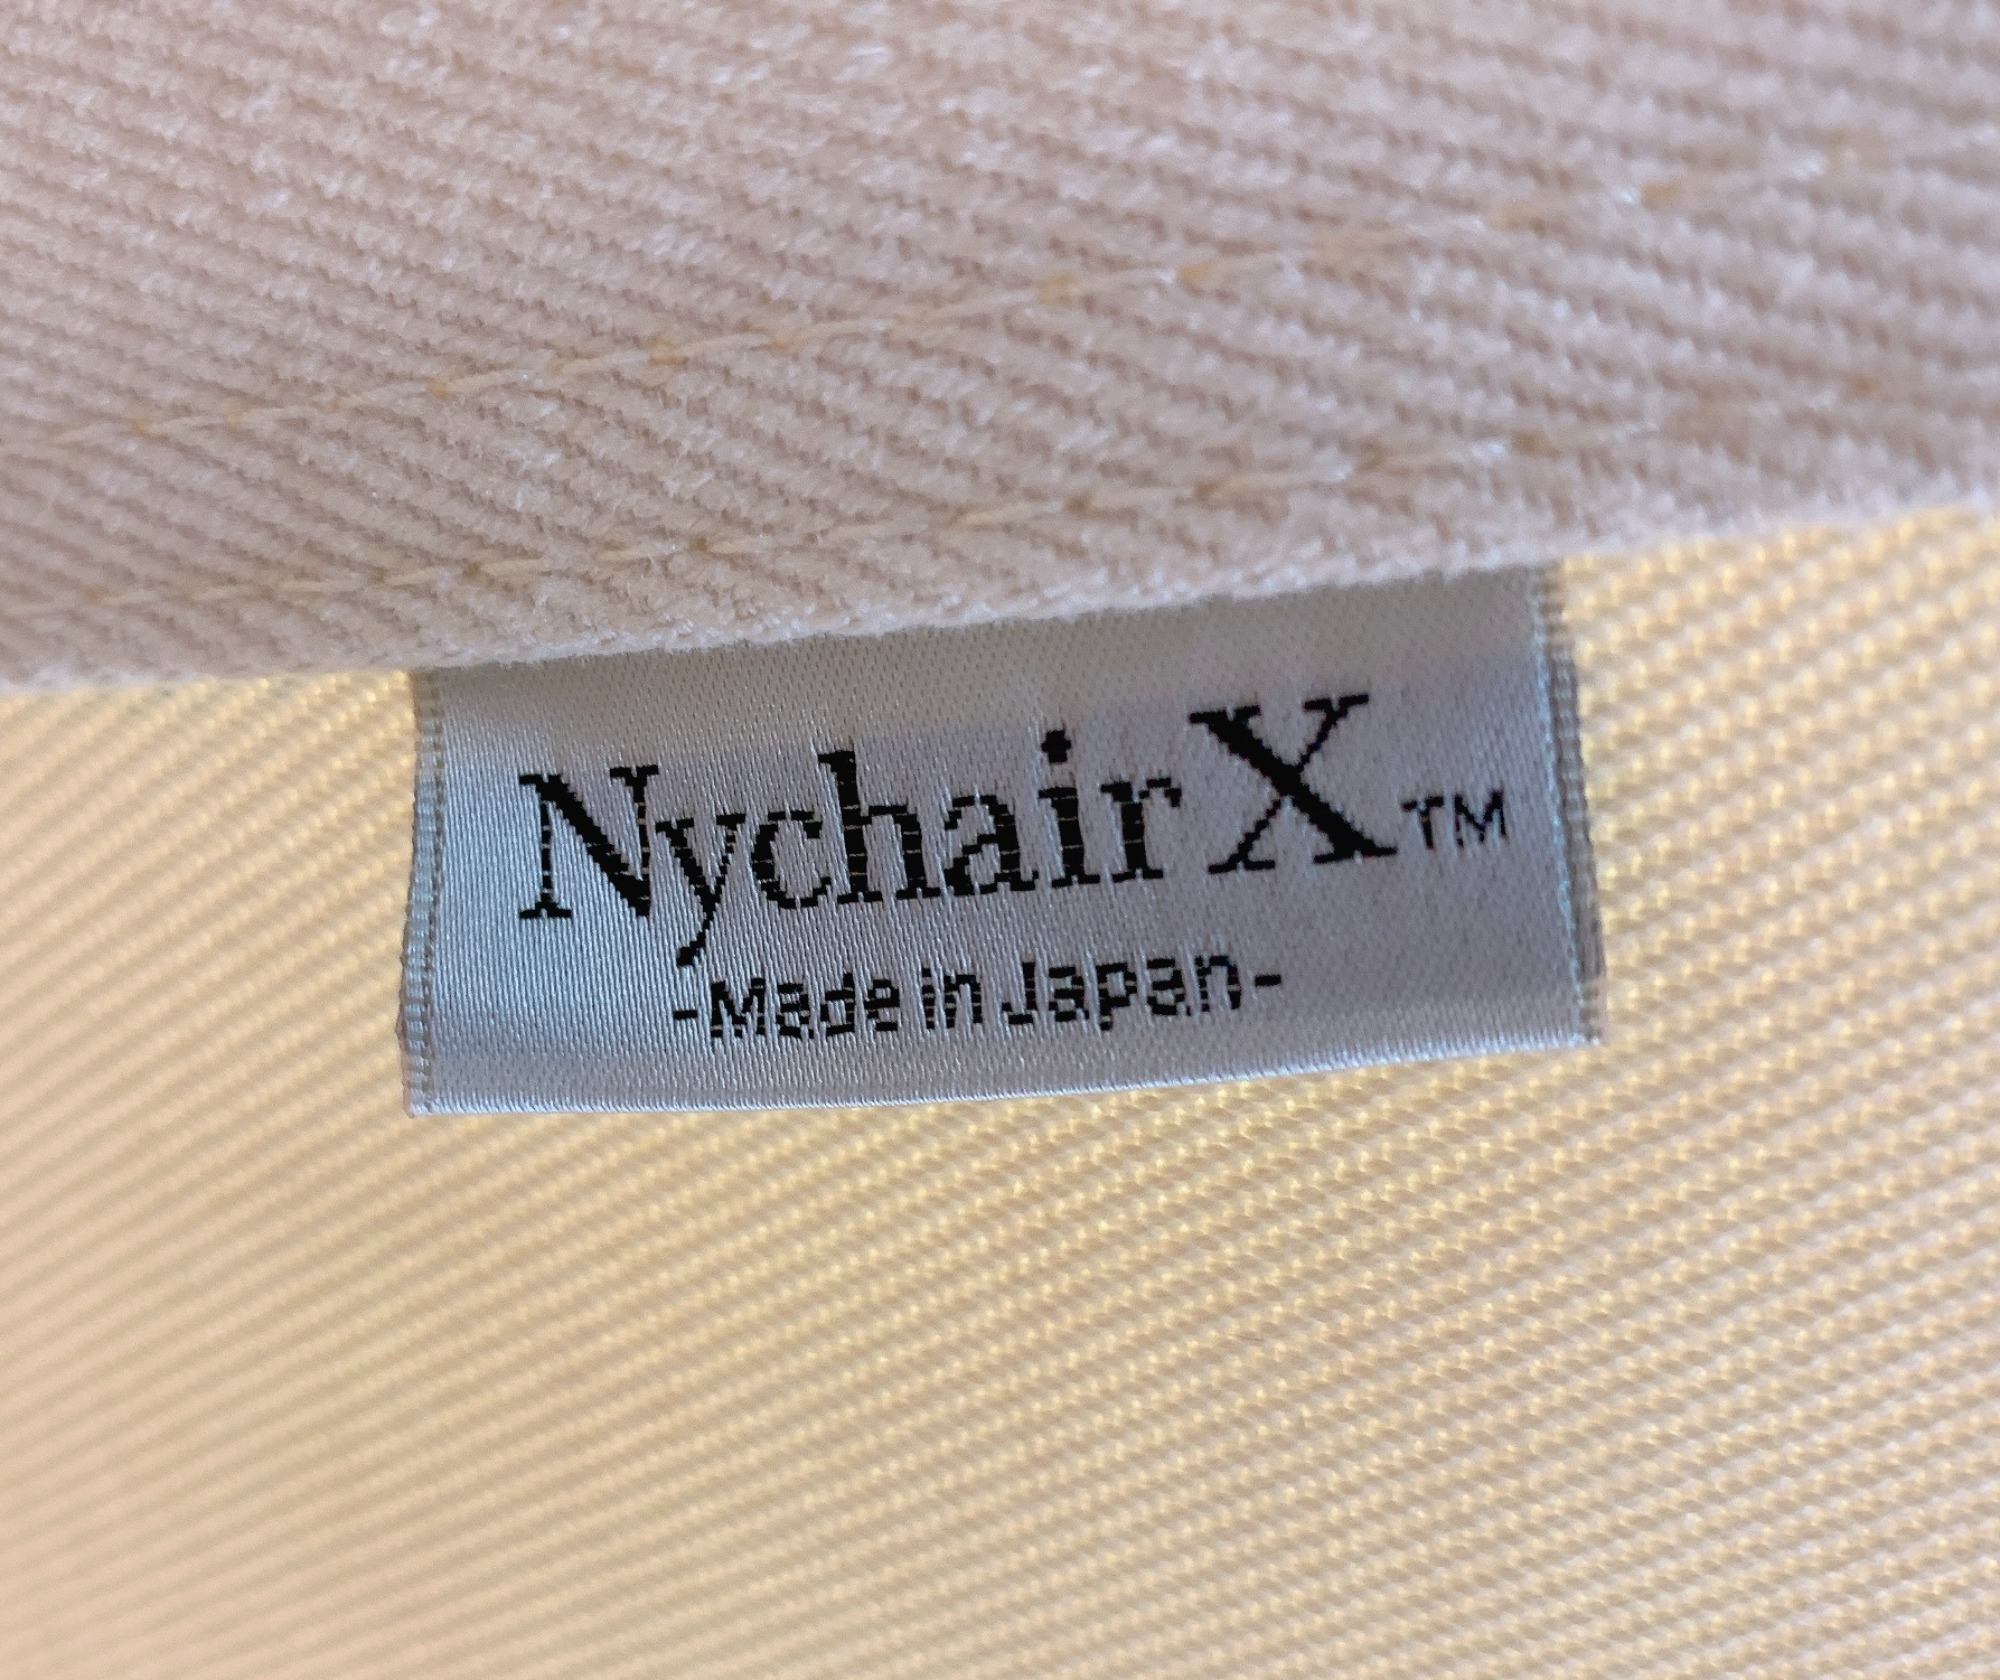 Nychair X™
-Made in Japan-